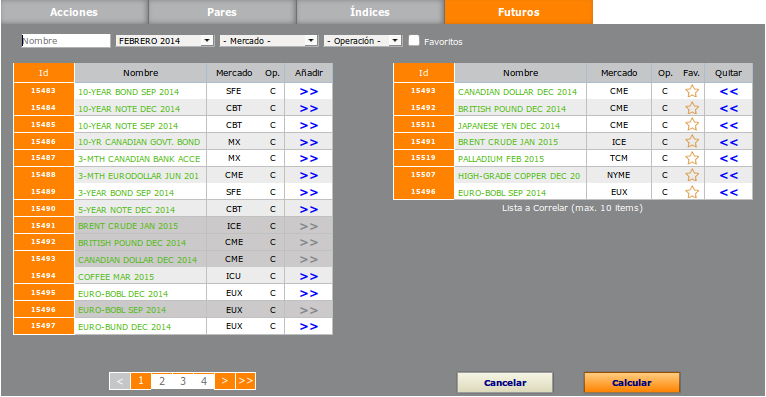 Acciones Pares Índices Futuros
Nombre FEBRERO 2014 - Mercado - - Operación - Favoritos
Id Nombre Mercado Op. Añadir
15483 10-YEAR BOND SEP 2014 SFE C >>
15484 10-YEAR NOTE DEC 2014 CBT C >>
15485 10-YEAR NOTE SEP 2014 CBT C >>
15486 10-YR CANADIAN GOVT. BOND MX C >>
15487 3-MTH CANADIAN BANK ACCE MX C >>
15488 3-MTH EURODOLLAR JUN 201 CME C >>
15489 3-YEAR BOND SEP 2014 SFE C >>
15490 5-YEAR NOTE DEC 2014 CBT C >>
15491 BRENT CRUDE JAN 2015 ICE C >>
15492 BRITISH POUND DEC 2014 CME C >>
15493 CANADIAN DOLLAR DEC 2014 CME C >>
15494 COFFEE MAR 2015 ICU C >>
15495 EURO-BOBL DEC 2014 EUX C >>
15496 EURO-BOBL SEP 2014 EUX C >>
15497 EURO-BUND DEC 2014 EUX C >>
< 1 2 3 4 > >>
Id Nombre Mercado Op. Fav. Quitar
15493 CANADIAN DOLLAR DEC 2014 CME C <<
15492 BRITISH POUND DEC 2014 CME C <<
15511 JAPANESE YEN DEC 2014 CME C <<
15491 BRENT CRUDE JAN 2015 ICE C <<
15519 PALLADIUM FEB 2015 TCM C <<
15507 HIGH-GRADE COPPER DEC 20 NYME C <<
15496 EURO-BOBL SEP 2014 EUX C <<
Lista a Correlar (max. 10 items)
Cancelar Calcular